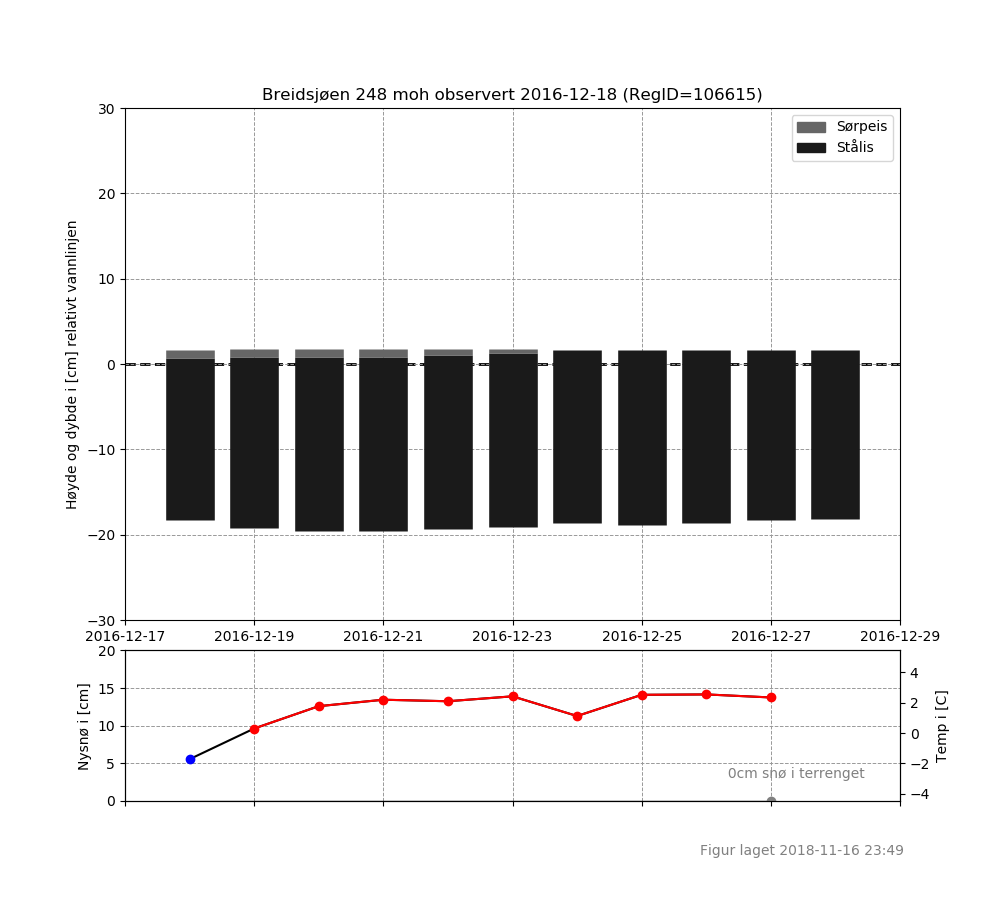 Breidsjøen 248 moh observert 2016-12-18 (RegID=106615)
Sørpeis
Stålis
Høyde og dybde i [cm] relativt vannlinjen
30
20
10
0
−10
−20
−30
2016-12-17 2016-12-19 2016-12-21 2016-12-23 2016-12-25 2016-12-27 2016-12-29
Nysnø i [cm]
20
15
10
5
0
4
2
0
−2
−4
Temp i [C]
0cm snø i terrenget
Figur laget 2018-11-16 23:49